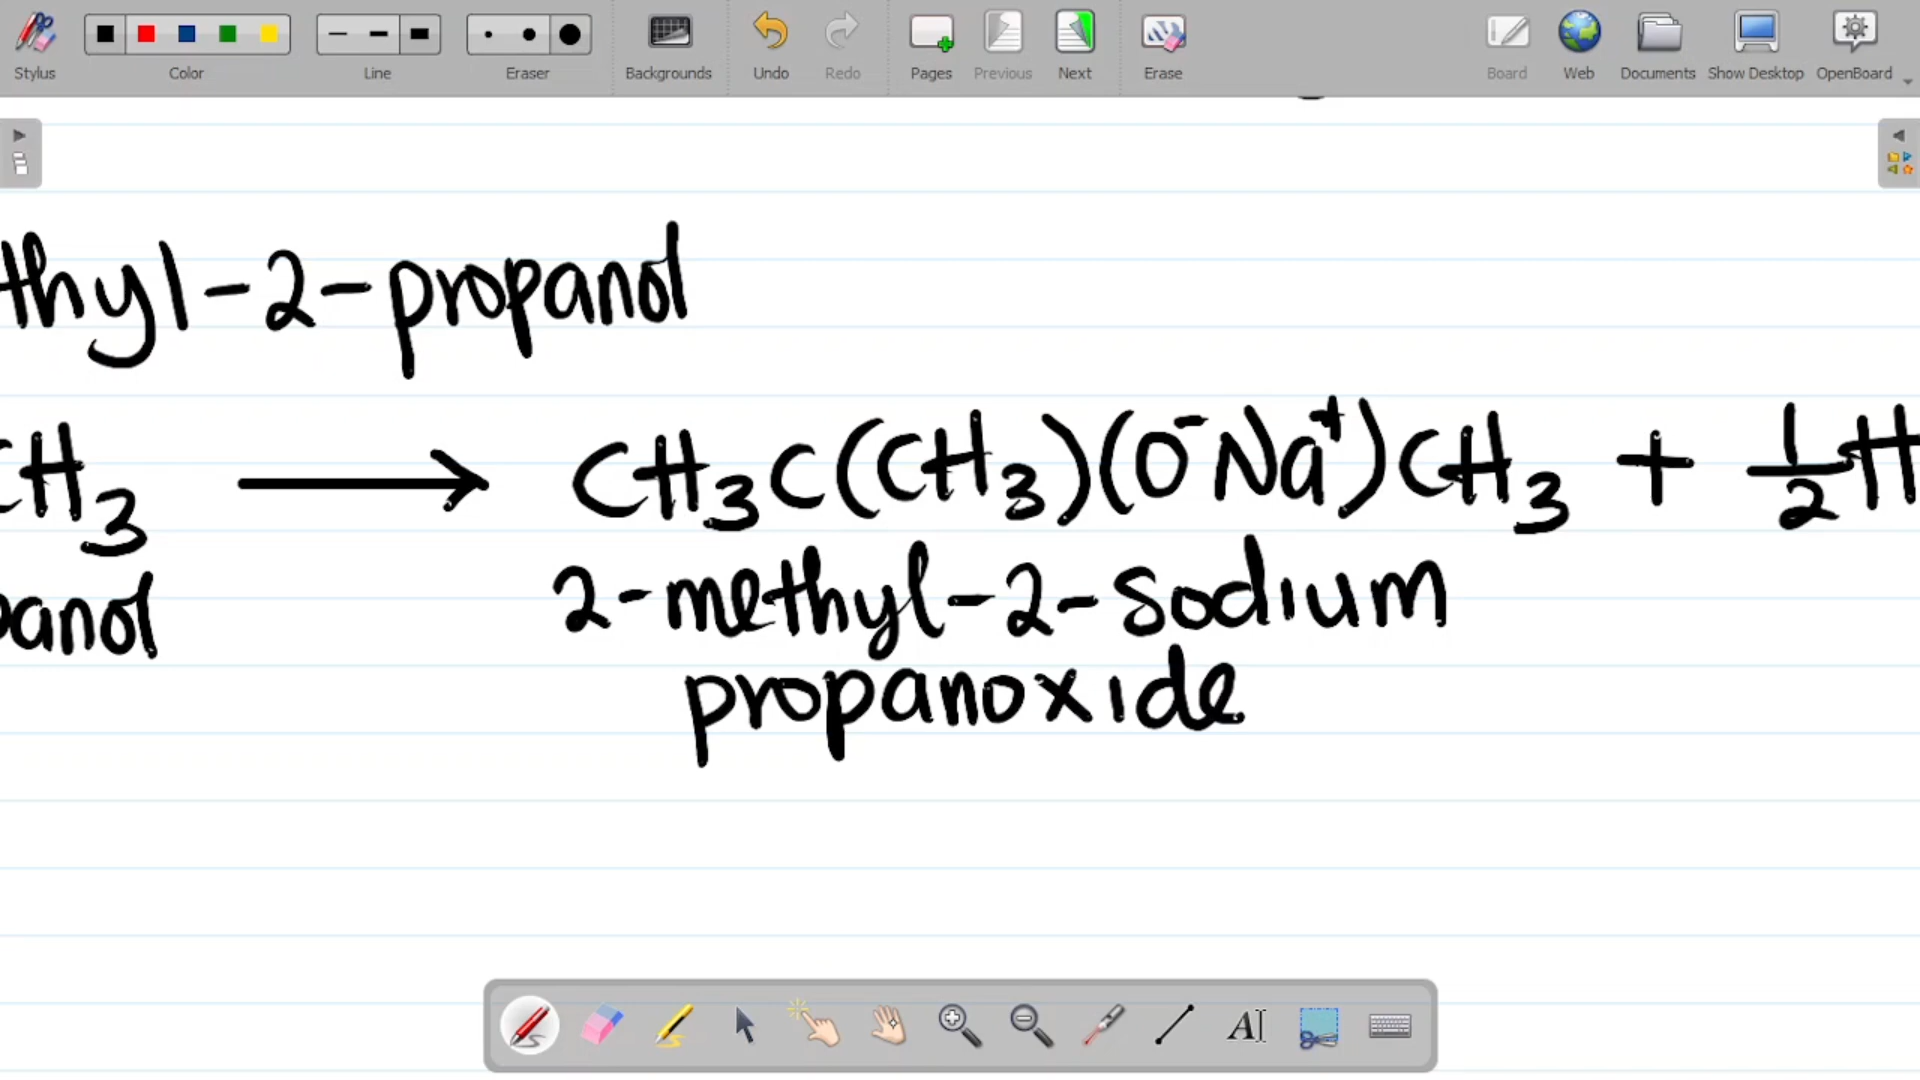 Stylus Color Line Eraser Backgrounds Undo Redo Pages Previous Next Erase Board Web Documents Show Desktop OpenBoard
thyl-2-propanol
CH₃ ⟶ CH₃C(CH₃)(O⁻Na⁺)CH₃ + ½H
panol 2-methyl-2-sodium
propanoxide